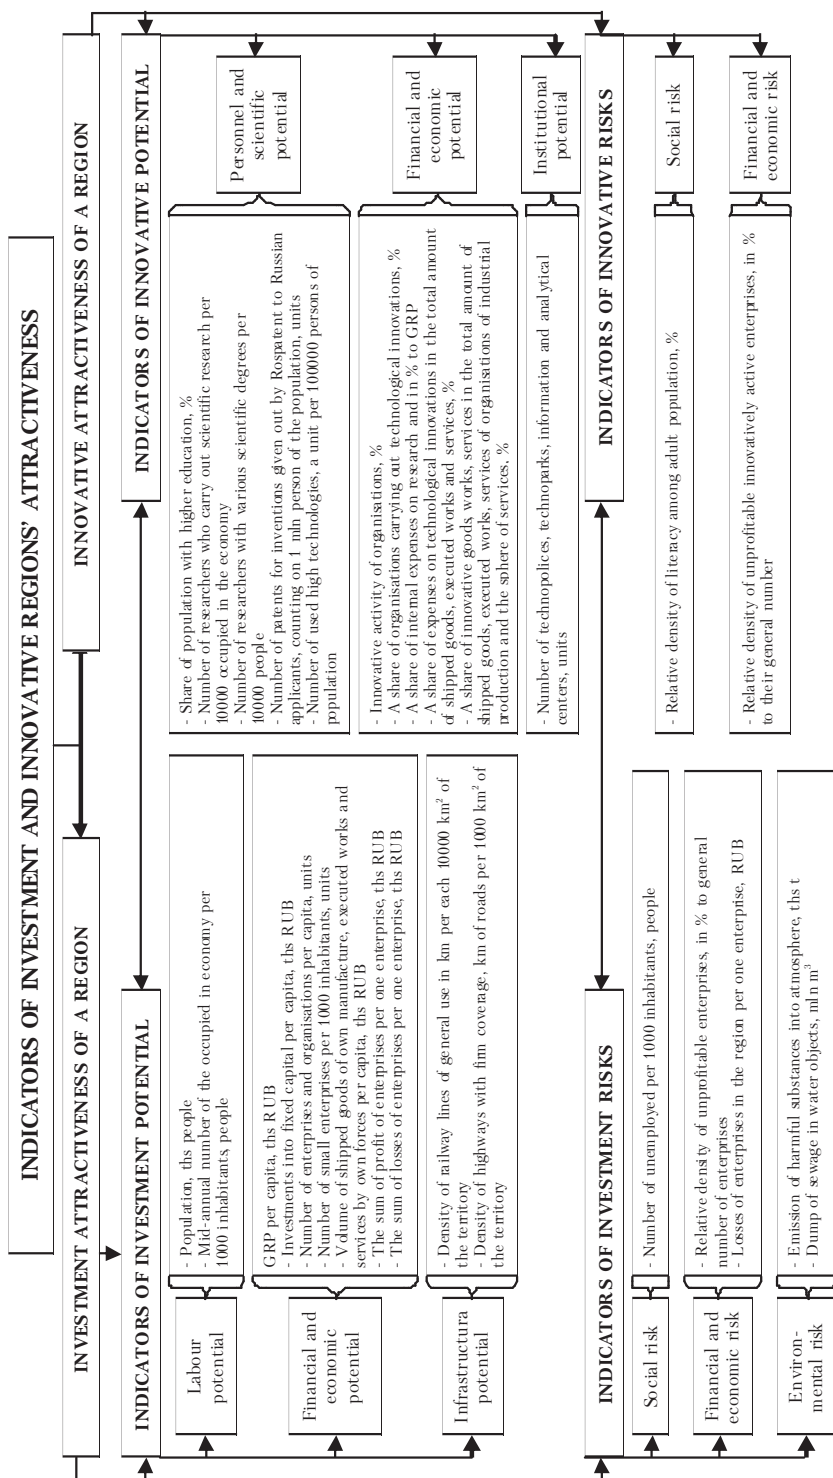 INDICATORS OF INVESTMENT AND INNOVATIVE REGIONS' ATTRACTIVENESS
INVESTMENT ATTRACTIVENESS OF A REGION
INNOVATIVE ATTRACTIVENESS OF A REGION
INDICATORS OF INVESTMENT POTENTIAL
Labour
potential
- Population, ths people
- Mid-annual number of the occupied in economy per
1000 inhabitants, people
Financial and
economic
potential
GRP per capita, ths RUB
- Investments into fixed capital per capita, ths RUB
- Number of enterprises and organisations per capita, units
- Number of small enterprises per 1000 inhabitants, units
- Volume of shipped goods of own manufacture, executed works and
services by own forces per capita, ths RUB
- The sum of profit of enterprises per one enterprise, ths RUB
- The sum of losses of enterprises per one enterprise, ths RUB
Infrastructura
potential
- Density of railway lines of general use in km per each 10000 km² of
the territory
- Density of highways with firm coverage, km of roads per 1000 km² of
the territory
INDICATORS OF INNOVATIVE POTENTIAL
- Share of population with higher education, %
- Number of researchers who carry out scientific research per
10000 occupied in the economy
- Number of researchers with various scientific degrees per
10000 people
- Number of patents for inventions given out by Rospatent to Russian
applicants, counting on 1 mln person of the population, units
- Number of used high technologies, a unit per 100000 persons of
population
Personnel and
scientific
potential
- Innovative activity of organisations, %
- A share of organisations carrying out technological innovations, %
- A share of internal expenses on research and in % to GRP
- A share of expenses on technological innovations in the total amount
of shipped goods, executed works and services, %
- A share of innovative goods, works, services in the total amount of
shipped goods, executed works, services of organisations of industrial
production and the sphere of services, %
Financial and
economic
potential
- Number of technopolices, technoparks, information and analytical
centers, units
Institutional
potential
INDICATORS OF INVESTMENT RISKS
Social risk
- Number of unemployed per 1000 inhabitants, people
Financial and
economic risk
- Relative density of unprofitable enterprises, in % to general
number of enterprises
- Losses of enterprises in the region per one enterprise, RUB
Environ-
mental risk
- Emission of harmful substances into atmosphere, ths t
- Dump of sewage in water objects, mln m³
INDICATORS OF INNOVATIVE RISKS
- Relative density of literacy among adult population, %
Social risk
- Relative density of unprofitable innovatively active enterprises, in %
to their general number
Financial and
economic risk